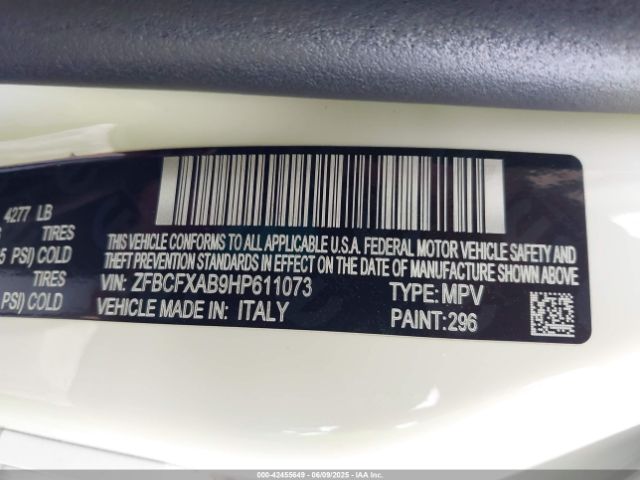 4277 LB
TIRES
5 PSI) COLD
TIRES
PSI) COLD
THIS VEHICLE CONFORMS TO ALL APPLICABLE U.S.A. FEDERAL MOTOR VEHICLE SAFETY AND
THEFT PREVENTION STANDARDS IN EFFECT ON THE DATE OF MANUFACTURE SHOWN ABOVE
VIN: ZFBCFXAB9HP611073 TYPE: MPV
VEHICLE MADE IN: ITALY PAINT: 296
000-42455649 - 06/09/2025 - IAA Inc.